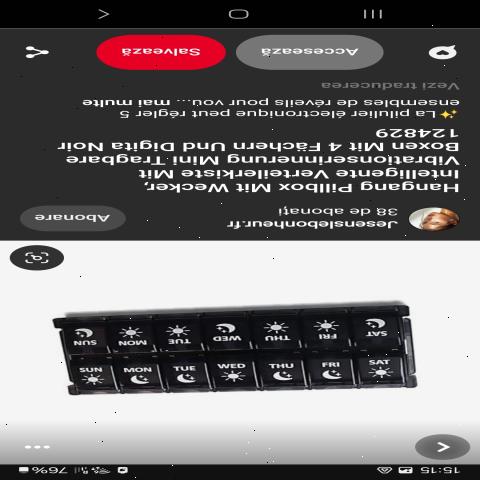 15:15 76%
SUN MON TUE WED THU FRI SAT
SUN MON TUE WED THU FRI SAT
Jesenslebonheur.fr
38 de abonați
Abonare
Hangang Pillbox Mit Wecker,
Intelligente Verteilerkiste Mit
Vibrationserinnerung Mini Tragbare
Boxen Mit 4 Fächern Und Digita Noir
124829
✨ La pilulier électronique peut régler 5
ensembles de réveils pour vou... mai multe
Vezi traducerea
Accesează
Salvează